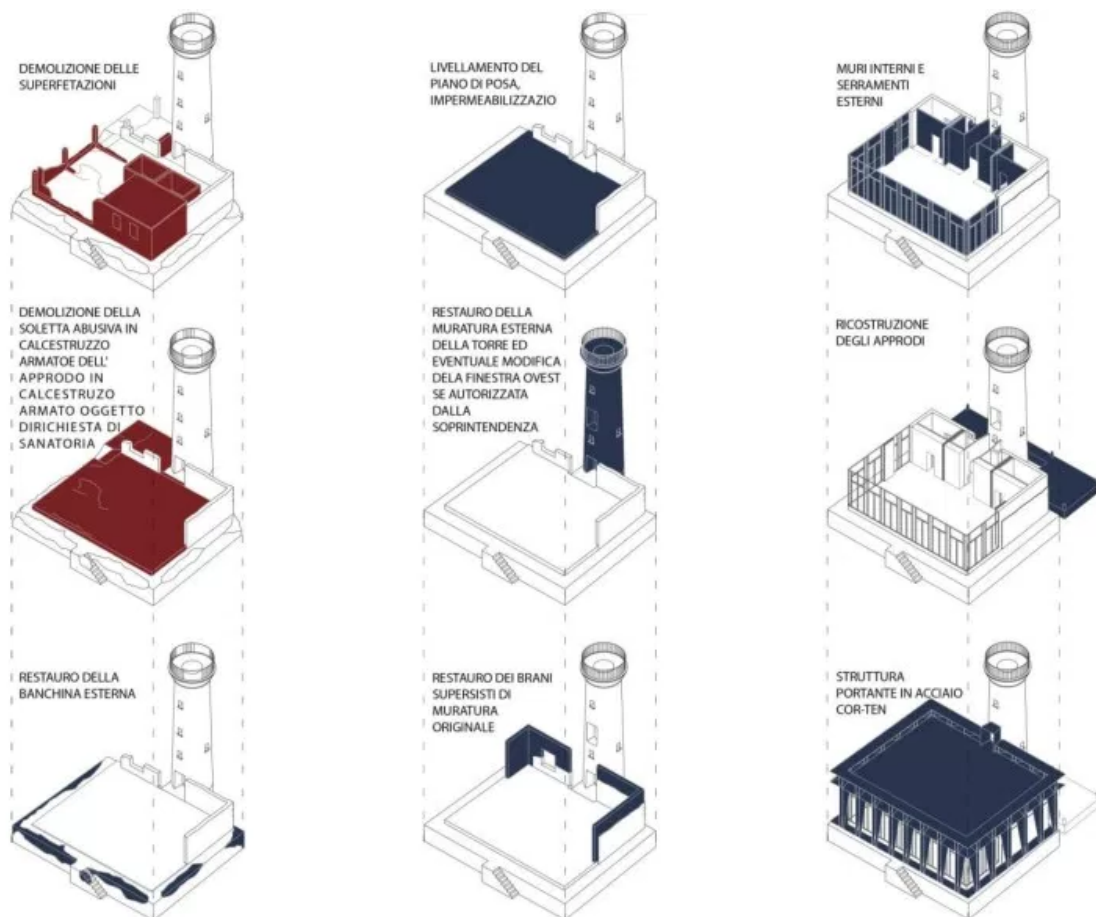 DEMOLIZIONE DELLE
SUPERFETAZIONI
LIVELLAMENTO DEL
PIANO DI POSA,
IMPERMEABILIZZAZIO
MURI INTERNI E
SERRAMENTI
ESTERNI
DEMOLIZIONE DELLA
SOLETTA ABUSIVA IN
CALCESTRUZZO
ARMATOE DELL'
APPRODO IN
CALCESTRUZO
ARMATO OGGETTO
DIRICHIESTA DI
SANATORIA
RESTAURO DELLA
MURATURA ESTERNA
DELLA TORRE ED
EVENTUALE MODIFICA
DELA FINESTRA OVEST
SE AUTORIZZATA
DALLA
SOPRINTENDENZA
RICOSTRUZIONE
DEGLI APPRODI
RESTAURO DELLA
BANCHINA ESTERNA
RESTAURO DEI BRANI
SUPERSISTI DI
MURATURA
ORIGINALE
STRUTTURA
PORTANTE IN ACCIAIO
COR-TEN